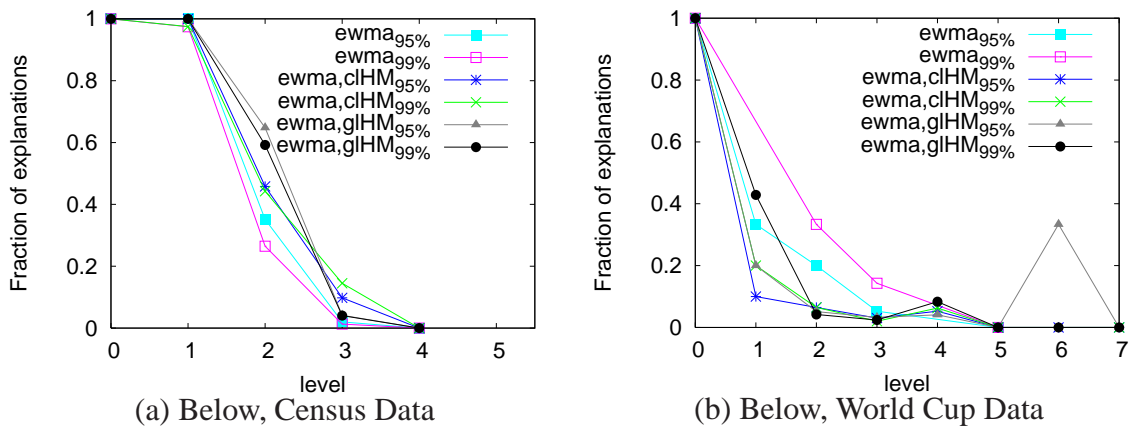 Fraction of explanations
1
0.8
0.6
0.4
0.2
0
0 1 2 3 4 5
level
ewma95%
ewma99%
ewma,clHM95%
ewma,clHM99%
ewma,glHM95%
ewma,glHM99%
(a) Below, Census Data
Fraction of explanations
1
0.8
0.6
0.4
0.2
0
0 1 2 3 4 5 6 7
level
ewma95%
ewma99%
ewma,clHM95%
ewma,clHM99%
ewma,glHM95%
ewma,glHM99%
(b) Below, World Cup Data